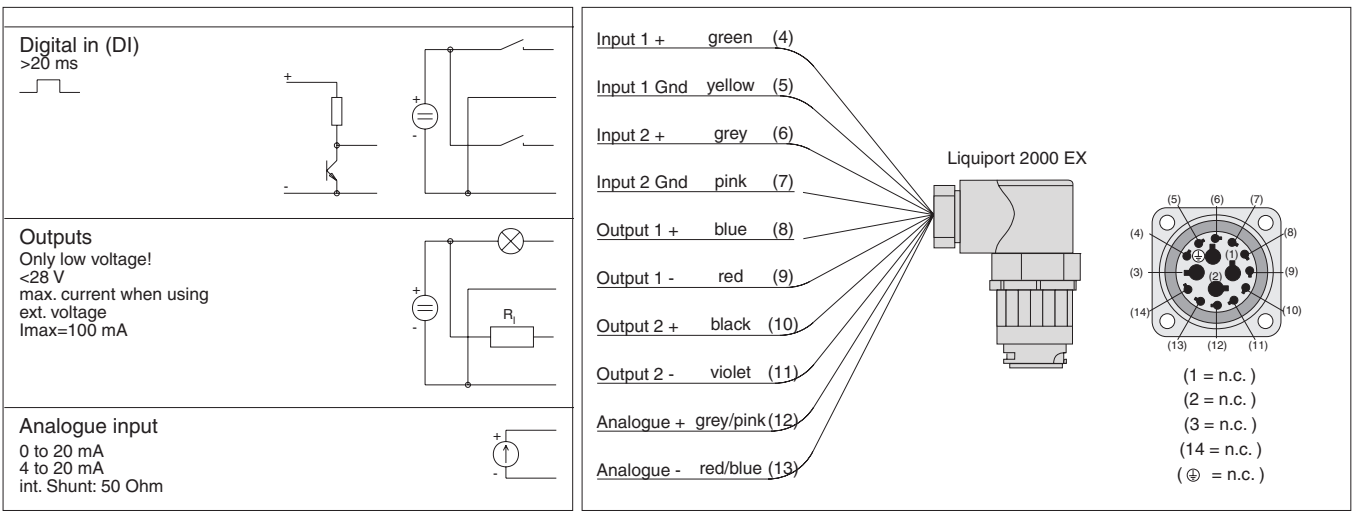 Digital in (DI)
>20 ms
+
-
+
-
Outputs
Only low voltage!
<28 V
max. current when using
ext. voltage
Imax=100 mA
+
-
RI
Analogue input
0 to 20 mA
4 to 20 mA
int. Shunt: 50 Ohm
+
-
Input 1 + green (4)
Input 1 Gnd yellow (5)
Input 2 + grey (6)
Input 2 Gnd pink (7)
Output 1 + blue (8)
Output 1 - red (9)
Output 2 + black (10)
Output 2 - violet (11)
Analogue + grey/pink (12)
Analogue - red/blue (13)
Liquiport 2000 EX
(5) (6) (7)
(4) (8)
(1)
(3) (2) (9)
(14) (10)
(13) (12) (11)
(1 = n.c. )
(2 = n.c. )
(3 = n.c. )
(14 = n.c. )
( ⏚ = n.c. )